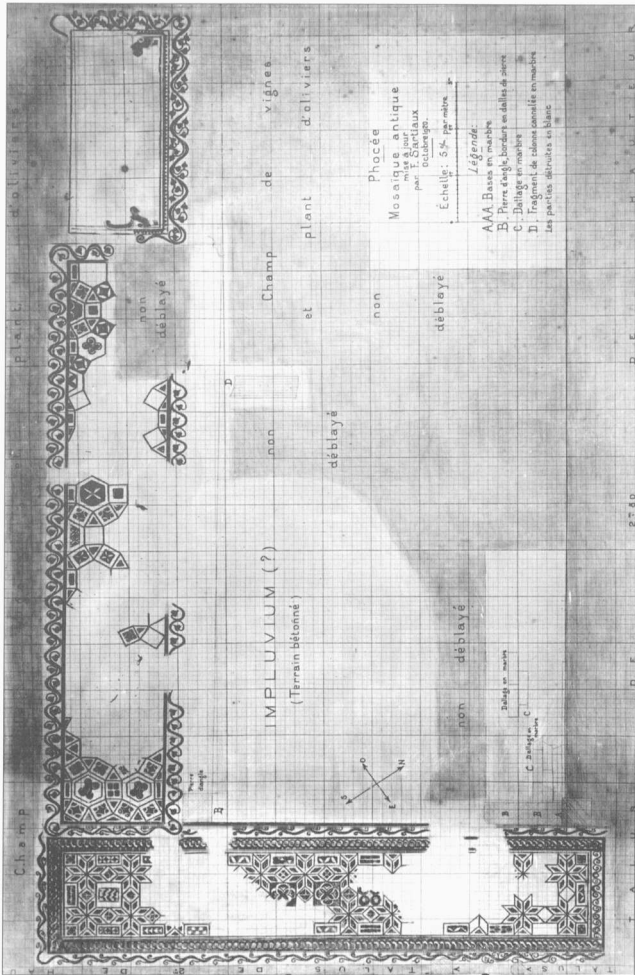 Champ
plant
d'oliviers
non
déblayé
Champ de vignes
et plant d'oliviers
non
déblayé
D
non
déblayé
IMPLUVIUM (?)
(Terrain bétonné)
non déblayé
Phocée
Mosaïque antique
mise à jour
par F. Sartiaux
Octobre 1920.
Échelle: 5 par mètre
Légende:
A.A.A. Bases en marbre
B. Pierre d'angle, bordure en dalles de pierre
C. Dallage en marbre
D. Fragment de colonne cannelée en marbre
Les parties détruites en blanc
Pierre
d'angle
B
S
O
E
N
Dallage en marbre
C Dallage en C
marbre
B
B